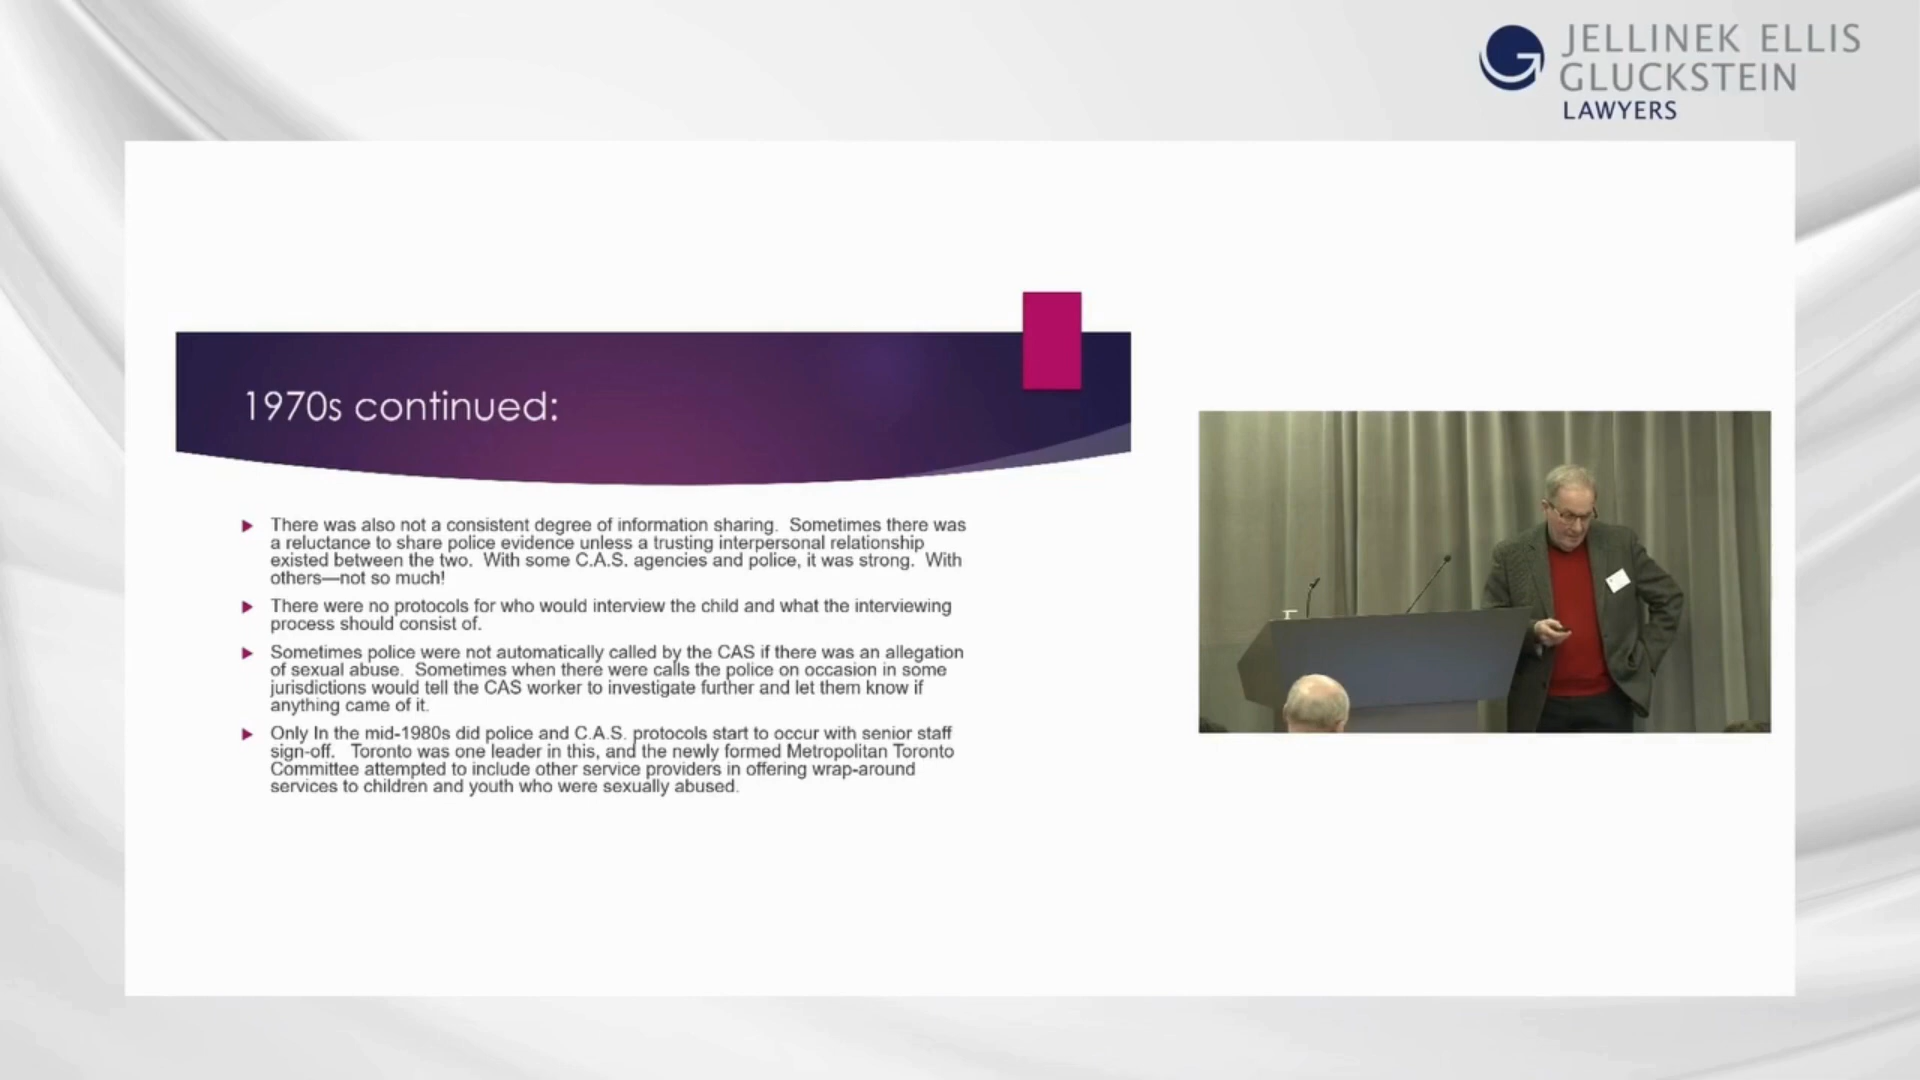 JELLINEK ELLIS
GLUCKSTEIN
LAWYERS
1970s continued:
There was also not a consistent degree of information sharing. Sometimes there was
a reluctance to share police evidence unless a trusting interpersonal relationship
existed between the two. With some C.A.S. agencies and police, it was strong. With
others—not so much!
There were no protocols for who would interview the child and what the interviewing
process should consist of.
Sometimes police were not automatically called by the CAS if there was an allegation
of sexual abuse. Sometimes when there were calls the police on occasion in some
jurisdictions would tell the CAS worker to investigate further and let them know if
anything came of it.
Only In the mid-1980s did police and C.A.S. protocols start to occur with senior staff
sign-off. Toronto was one leader in this, and the newly formed Metropolitan Toronto
Committee attempted to include other service providers in offering wrap-around
services to children and youth who were sexually abused.